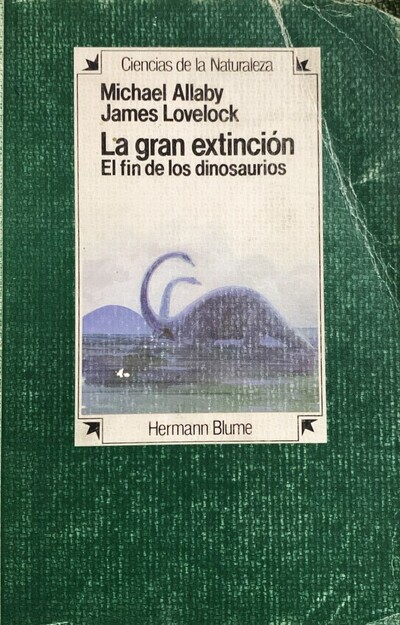 Ciencias de la Naturaleza
Michael Allaby
James Lovelock
La gran extinción
El fin de los dinosaurios
Hermann Blume